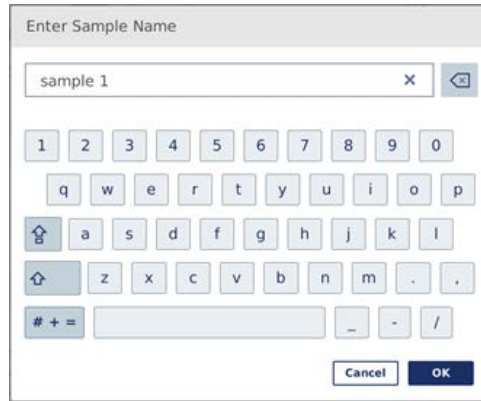 Enter Sample Name
sample 1 ×
1 2 3 4 5 6 7 8 9 0
q w e r t y u i o p
a s d f g h j k l
z x c v b n m . ,
# + = _ - /
Cancel OK